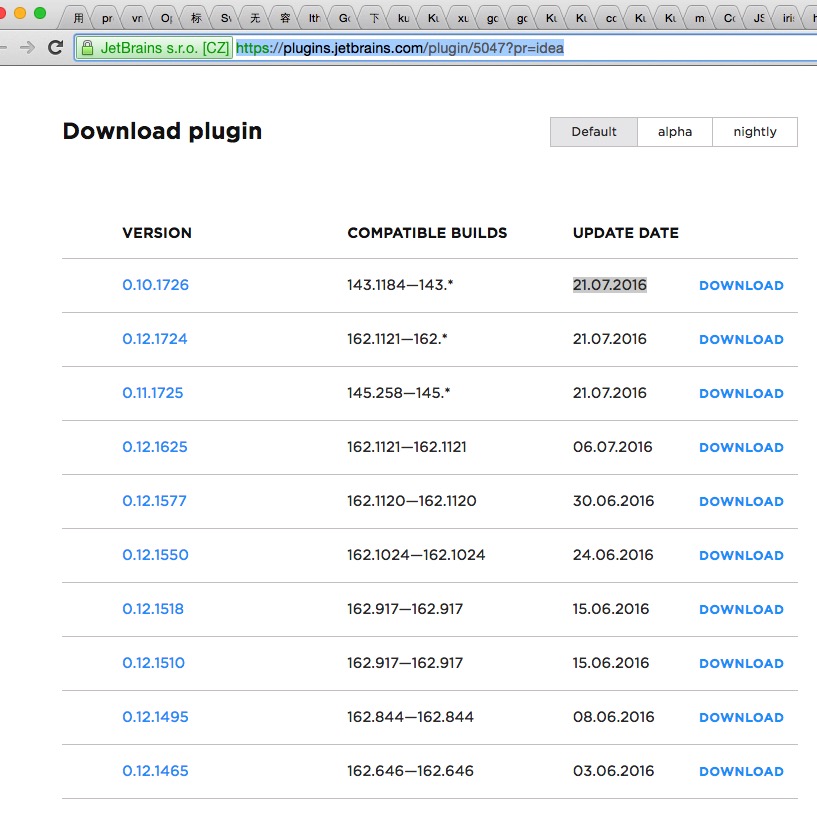 用 pr vr O 标 Sv 无 容 Ith G 下 ku Ku xu gc gc Ku Ku cc Ku Ku m C JS iri
JetBrains s.r.o. [CZ] https://plugins.jetbrains.com/plugin/5047?pr=idea
Download plugin Default alpha nightly
VERSION COMPATIBLE BUILDS UPDATE DATE
0.10.1726 143.1184—143.* 21.07.2016 DOWNLOAD
0.12.1724 162.1121—162.* 21.07.2016 DOWNLOAD
0.11.1725 145.258—145.* 21.07.2016 DOWNLOAD
0.12.1625 162.1121—162.1121 06.07.2016 DOWNLOAD
0.12.1577 162.1120—162.1120 30.06.2016 DOWNLOAD
0.12.1550 162.1024—162.1024 24.06.2016 DOWNLOAD
0.12.1518 162.917—162.917 15.06.2016 DOWNLOAD
0.12.1510 162.917—162.917 15.06.2016 DOWNLOAD
0.12.1495 162.844—162.844 08.06.2016 DOWNLOAD
0.12.1465 162.646—162.646 03.06.2016 DOWNLOAD